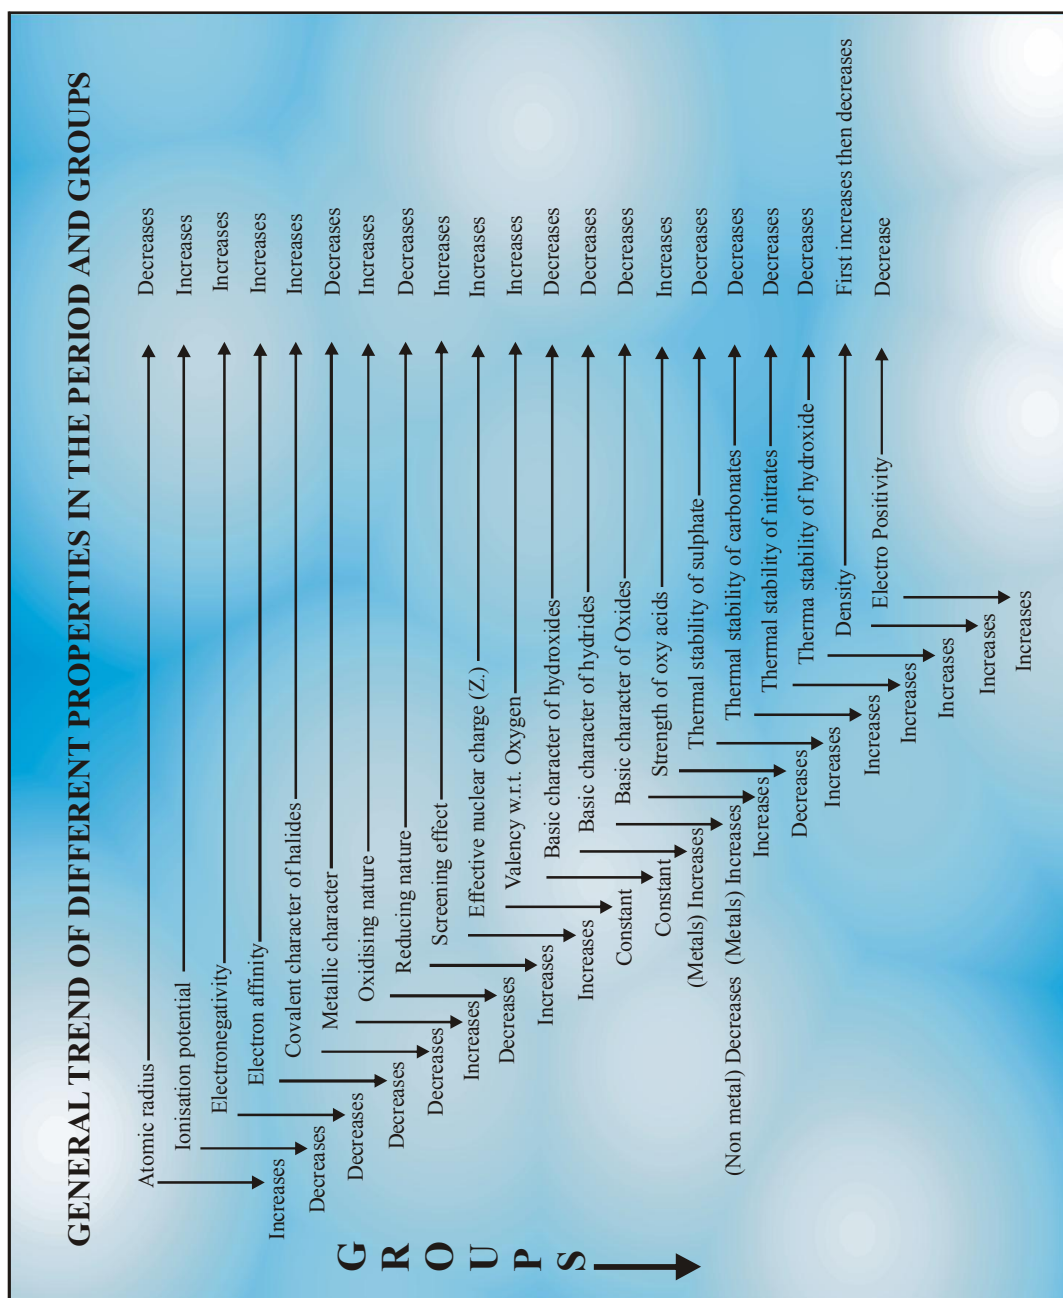 GENERAL TREND OF DIFFERENT PROPERTIES IN THE PERIOD AND GROUPS
Atomic radius Decreases
Increases
Ionisation potential Increases
Decreases
Electronegativity Increases
Decreases
Electron affinity Increases
Decreases
Covalent character of halides Increases
Decreases
Metallic character Decreases
Increases
Oxidising nature Increases
Decreases
Reducing nature Decreases
Increases
Screening effect Increases
Increases
Effective nuclear charge (Z.) Increases
Constant
Valency w.r.t. Oxygen Increases
Constant
Basic character of hydroxides Decreases
(Metals) Increases
Basic character of hydrides Decreases
(Non metal) Decreases (Metals) Increases
Basic character of Oxides Decreases
Increases
Strength of oxy acids Increases
Decreases
Thermal stability of sulphate Decreases
Increases
Thermal stability of carbonates Decreases
Increases
Thermal stability of nitrates Decreases
Increases
Therma stability of hydroxide Decreases
Increases
Density First increases then decreases
Increases
Electro Positivity Decrease
Increases
GROUPS